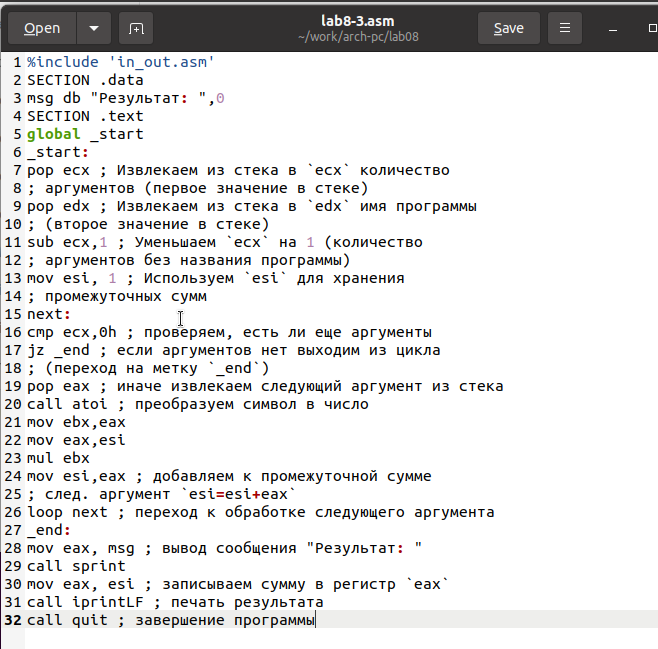 Open
lab8-3.asm
~/work/arch-pc/lab08
Save
1 %include 'in_out.asm'
2 SECTION .data
3 msg db "Результат: ",0
4 SECTION .text
5 global _start
6 _start:
7 pop ecx ; Извлекаем из стека в `ecx` количество
8 ; аргументов (первое значение в стеке)
9 pop edx ; Извлекаем из стека в `edx` имя программы
10 ; (второе значение в стеке)
11 sub ecx,1 ; Уменьшаем `ecx` на 1 (количество
12 ; аргументов без названия программы)
13 mov esi, 1 ; Используем `esi` для хранения
14 ; промежуточных сумм
15 next:
16 cmp ecx,0h ; проверяем, есть ли еще аргументы
17 jz _end ; если аргументов нет выходим из цикла
18 ; (переход на метку `_end`)
19 pop eax ; иначе извлекаем следующий аргумент из стека
20 call atoi ; преобразуем символ в число
21 mov ebx,eax
22 mov eax,esi
23 mul ebx
24 mov esi,eax ; добавляем к промежуточной сумме
25 ; след. аргумент `esi=esi+eax`
26 loop next ; переход к обработке следующего аргумента
27 _end:
28 mov eax, msg ; вывод сообщения "Результат: "
29 call sprint
30 mov eax, esi ; записываем сумму в регистр `eax`
31 call iprintLF ; печать результата
32 call quit ; завершение программы